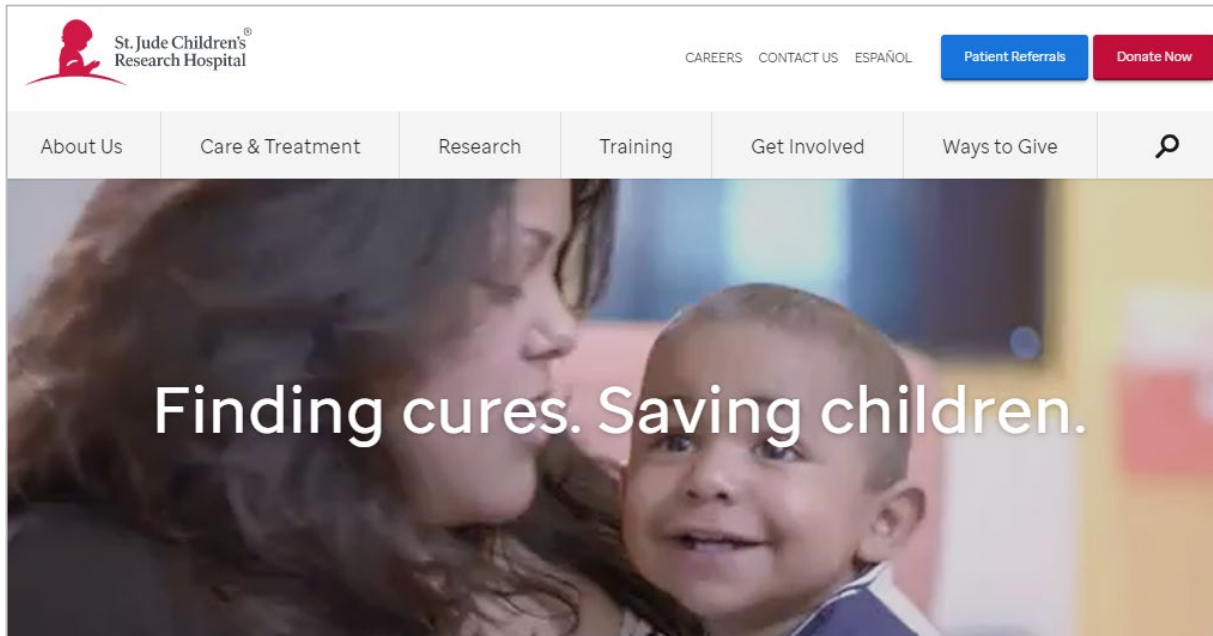 St. Jude Children's®
Research Hospital
CAREERS CONTACT US ESPAÑOL Patient Referrals Donate Now
About Us Care & Treatment Research Training Get Involved Ways to Give
Finding cures. Saving children.